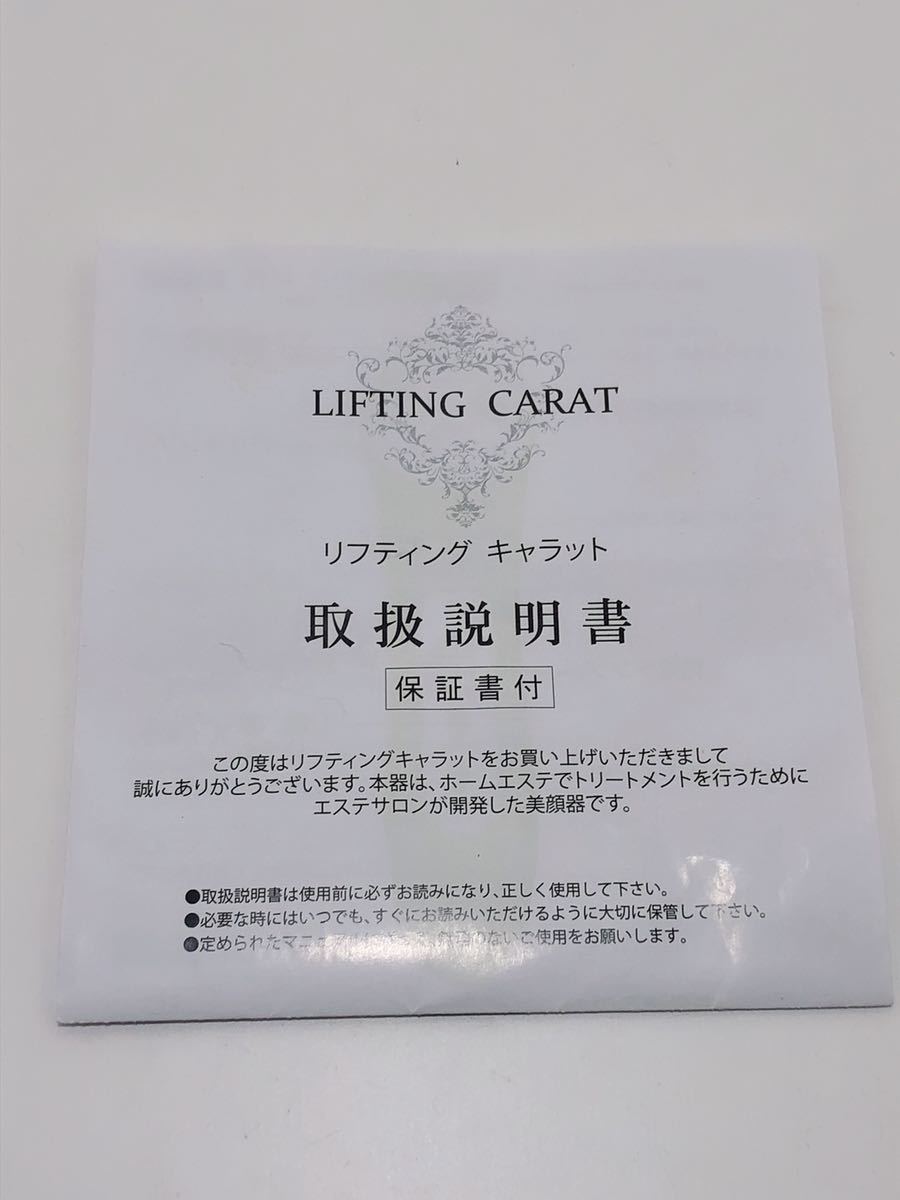 LIFTING CARAT
リフティング キャラット
取扱説明書
保証書付
この度はリフティングキャラットをお買い上げいただきまして
誠にありがとうございます。本器は、ホームエステでトリートメントを行うために
エステサロンが開発した美顔器です。
●取扱説明書は使用前に必ずお読みになり、正しく使用して下さい。
●必要な時にはいつでも、すぐにお読みいただけるように大切に保管して下さい。
●定められたマニュ のないご使用をお願いします。